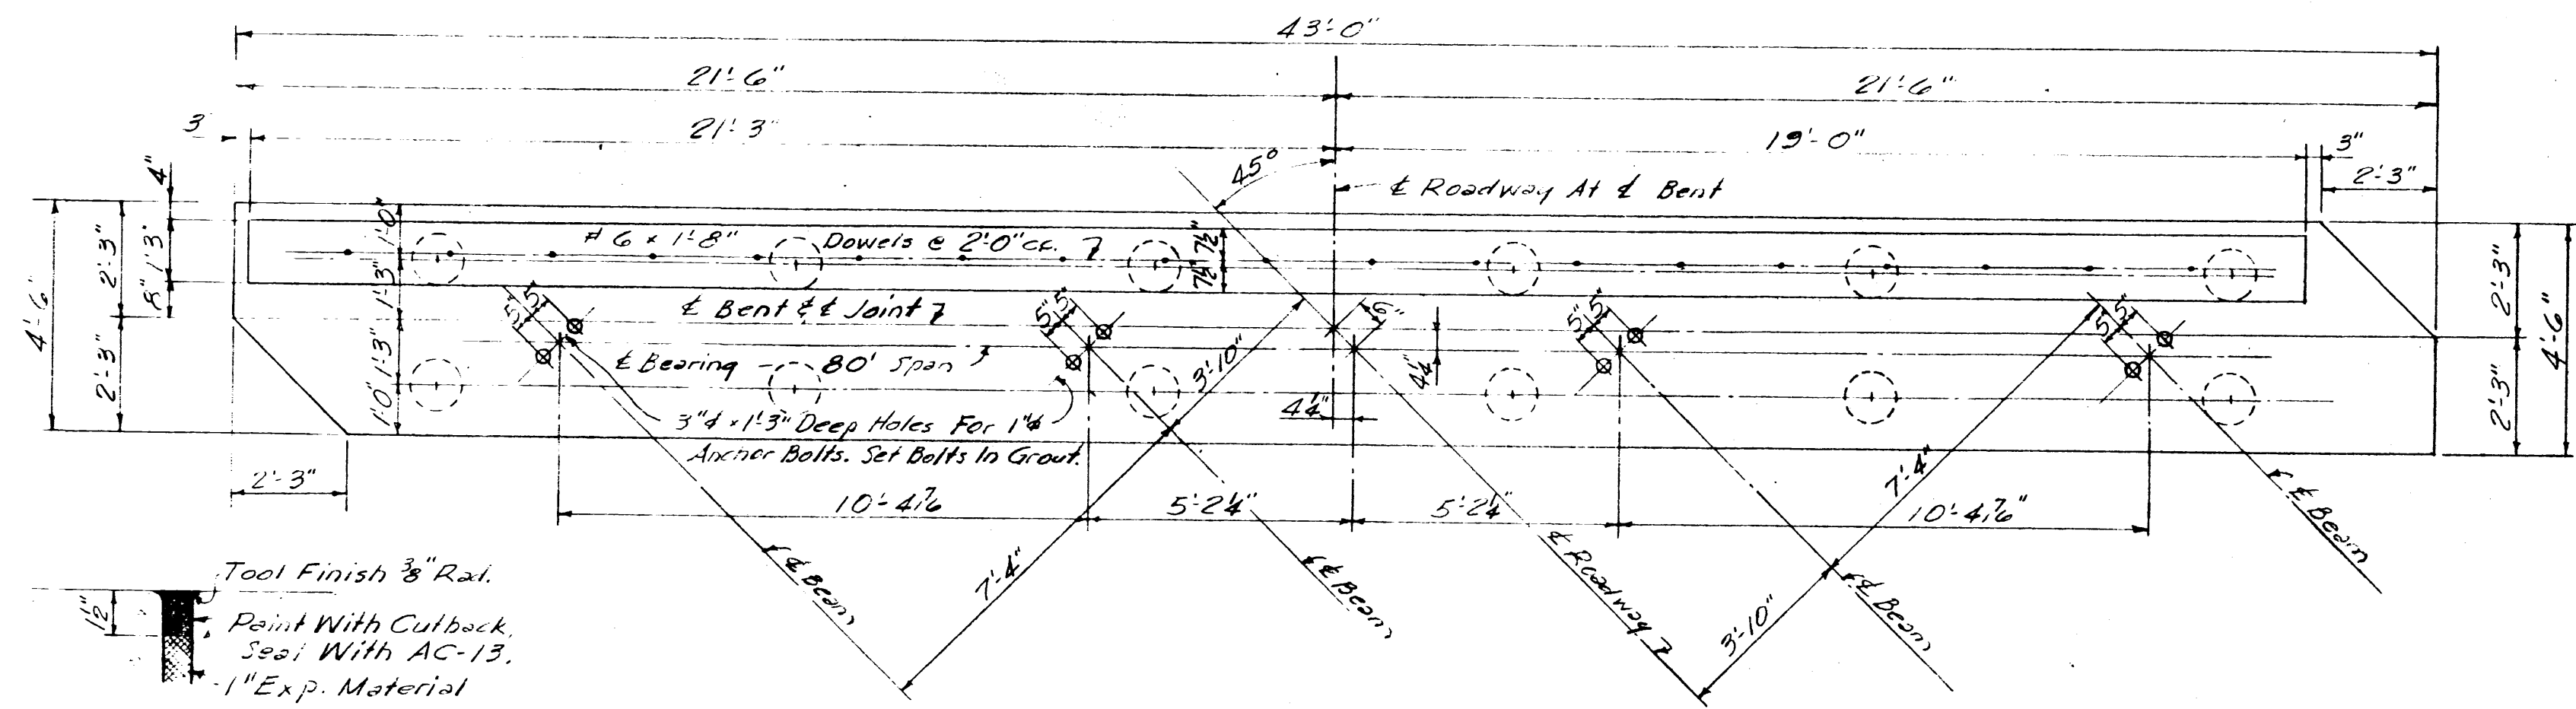 43'-0"
21'-6"
21'-6"
3
21'-3"
19'-0"
3"
2'-3"
45°
℄ Roadway At ℄ Bent
4"
1'-0"
#6 x 1'-8" Dowels @ 2'-0" cc.
7½"
7½"
4'-6"
2'-3"
1'3"
8"
1'-3"
2'-3"
4'-6"
5" 5"
℄ Bent & ℄ Joint
5" 5"
6"
5" 5"
5" 5"
2'-3"
1'-3"
1'-0"
℄ Bearing - 80' Span
3'-10"
4¼"
4¼"
2'-3"
3"ϕ x 1'-3" Deep Holes For 1"ϕ
Anchor Bolts. Set Bolts In Grout.
2'-3"
10'-4⅞"
5'-2¼"
5'-2¼"
10'-4⅞"
7'-4"
7'-4"
℄ Beam
℄ Beam
℄ Roadway
℄ Beam
℄ Beam
3'-10"
Tool Finish ⅜" Rad.
½"
Paint With Cutback,
Seal With AC-13.
1" Exp. Material